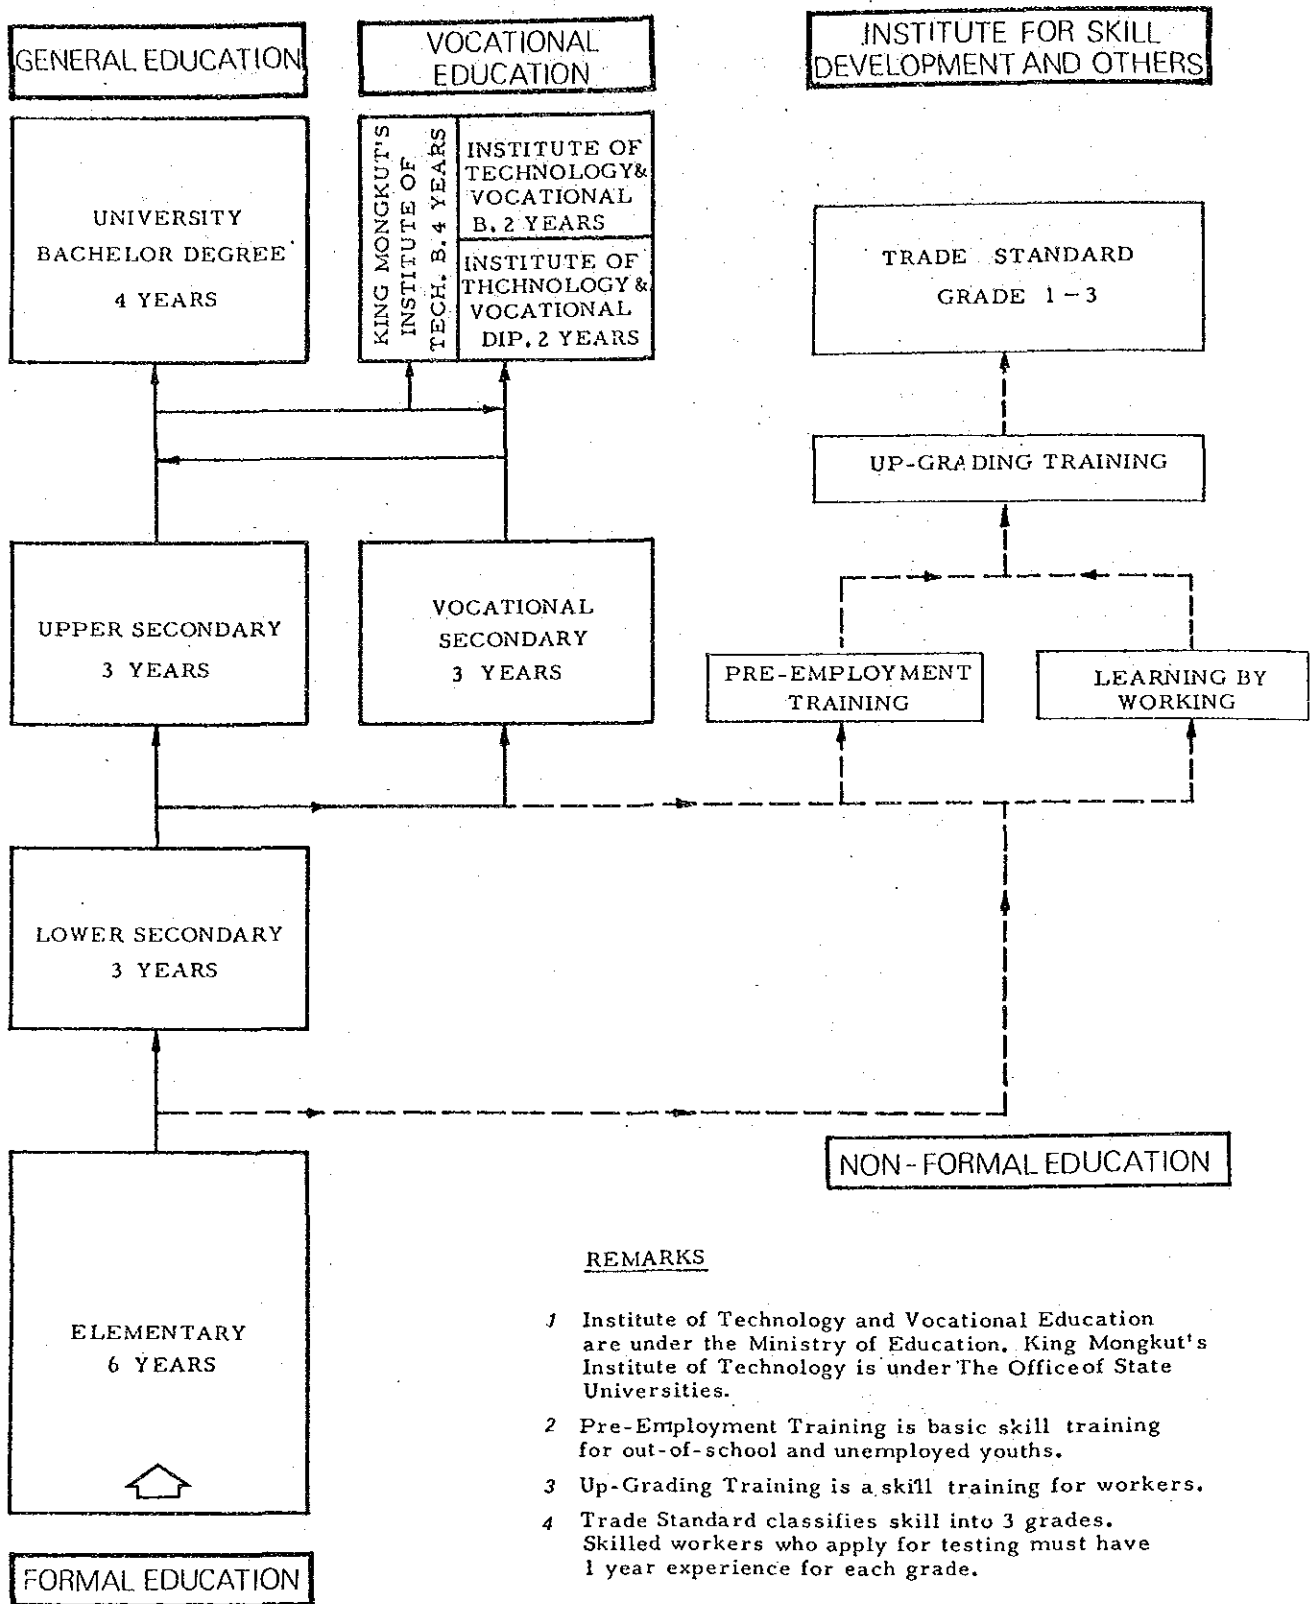 GENERAL EDUCATION
VOCATIONAL
EDUCATION
INSTITUTE FOR SKILL
DEVELOPMENT AND OTHERS
UNIVERSITY
BACHELOR DEGREE
4 YEARS
KING MONGKUT'S
INSTITUTE OF
TECH. B. 4 YEARS
INSTITUTE OF
TECHNOLOGY&
VOCATIONAL
B. 2 YEARS
INSTITUTE OF
THCHNOLOGY &
VOCATIONAL
DIP. 2 YEARS
TRADE STANDARD
GRADE 1 – 3
UP-GRADING TRAINING
UPPER SECONDARY
3 YEARS
VOCATIONAL
SECONDARY
3 YEARS
PRE-EMPLOYMENT
TRAINING
LEARNING BY
WORKING
LOWER SECONDARY
3 YEARS
NON-FORMAL EDUCATION
ELEMENTARY
6 YEARS
FORMAL EDUCATION
REMARKS
1 Institute of Technology and Vocational Education
are under the Ministry of Education. King Mongkut's
Institute of Technology is under The Officeof State
Universities.
2 Pre-Employment Training is basic skill training
for out-of-school and unemployed youths.
3 Up-Grading Training is a skill training for workers.
4 Trade Standard classifies skill into 3 grades.
Skilled workers who apply for testing must have
1 year experience for each grade.